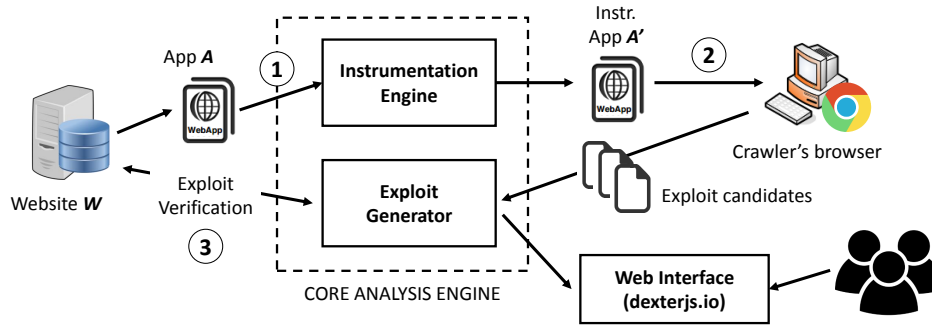 Instr.
App A'
App A
1
2
Instrumentation
Engine
WebApp
WebApp
Crawler's browser
Website W
Exploit
Verification
3
Exploit
Generator
Exploit candidates
CORE ANALYSIS ENGINE
Web Interface
(dexterjs.io)